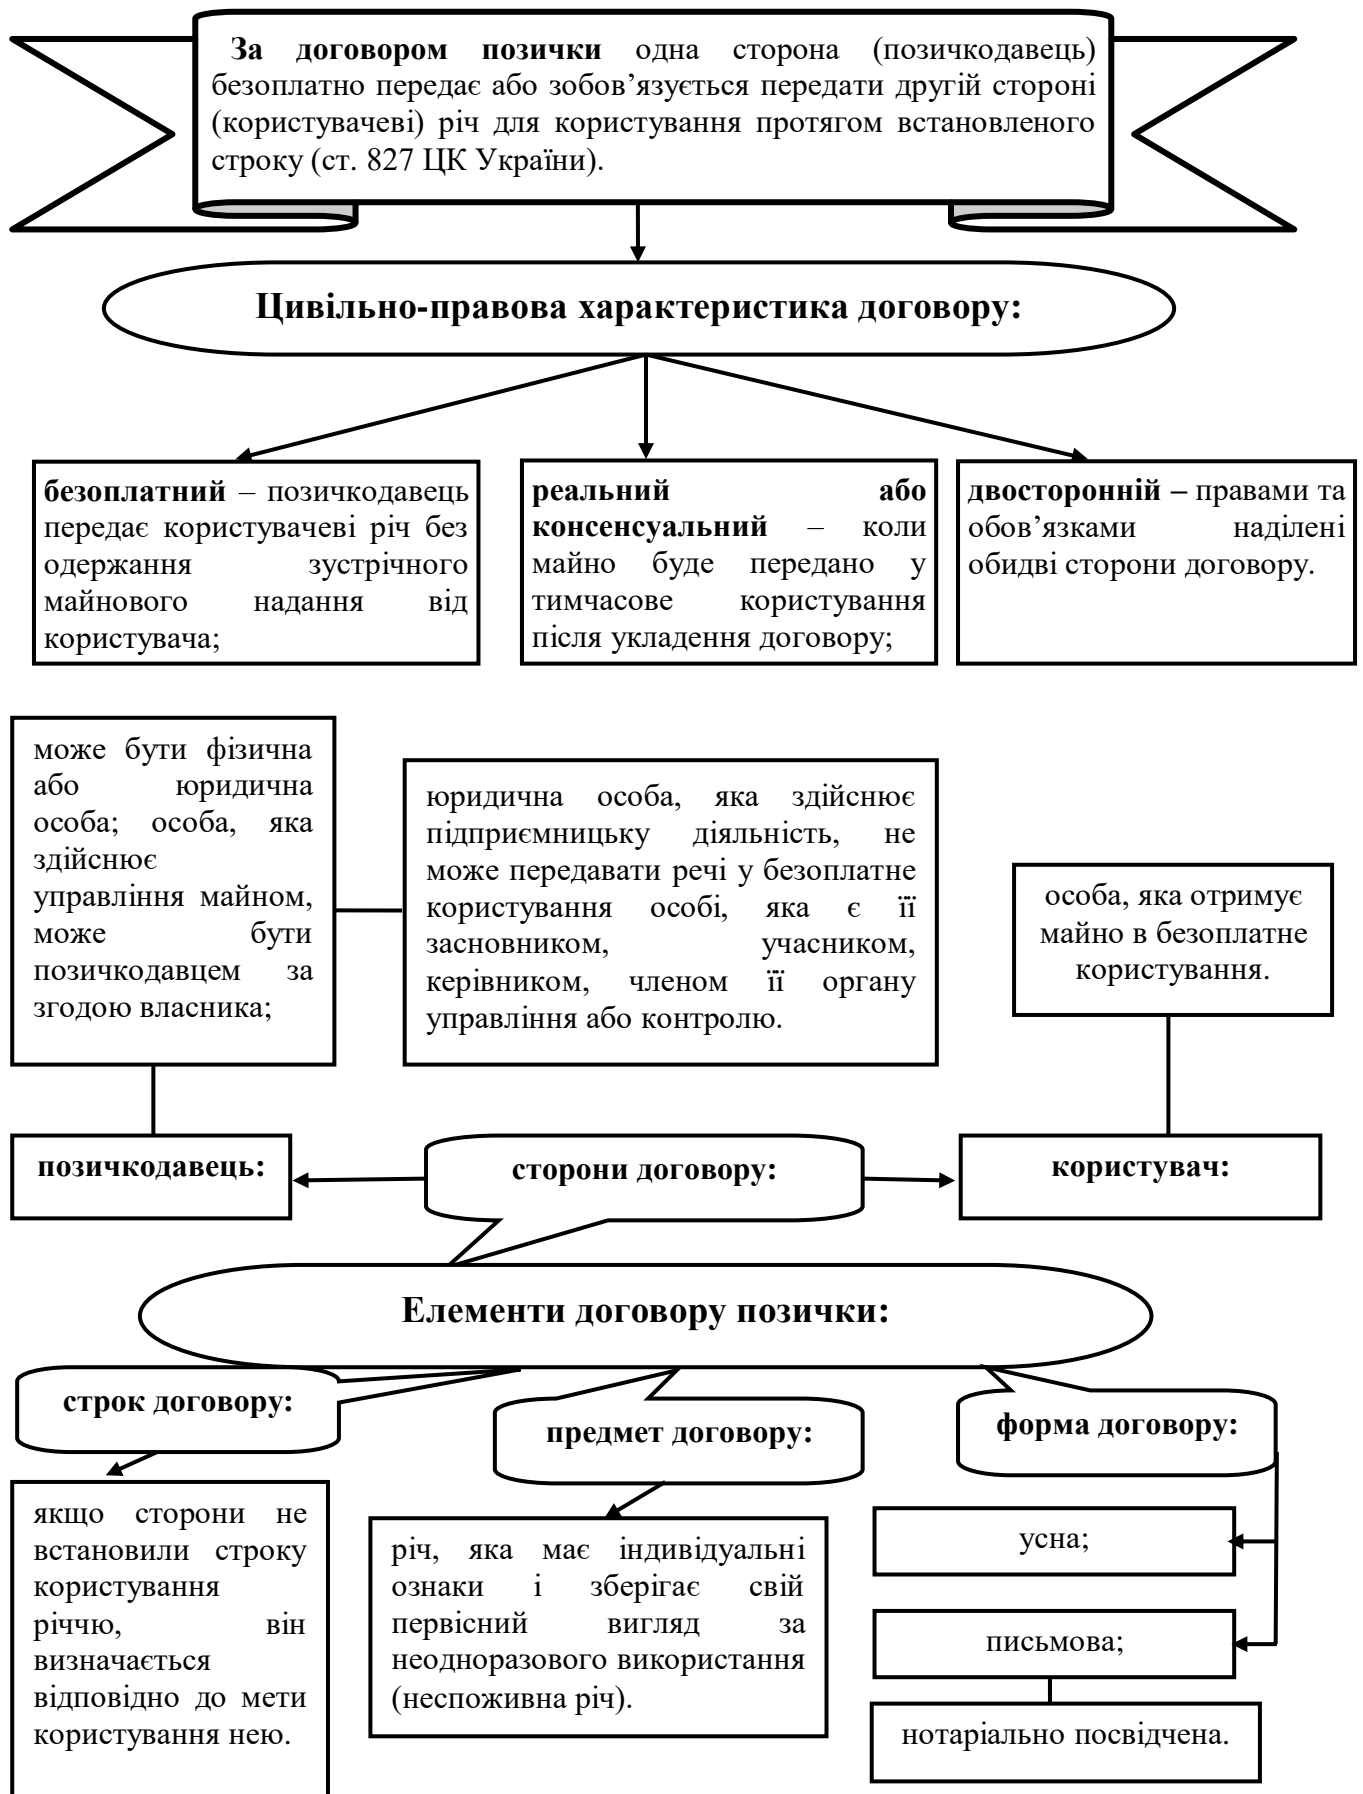 За договором позички одна сторона (позичкодавець)
безоплатно передає або зобов’язується передати другій стороні
(користувачеві) річ для користування протягом встановленого
строку (ст. 827 ЦК України).
Цивільно-правова характеристика договору:
безоплатний – позичкодавець
передає користувачеві річ без
одержання зустрічного
майнового надання від
користувача;
реальний або
консенсуальний – коли
майно буде передано у
тимчасове користування
після укладення договору;
двосторонній – правами та
обов’язками наділені
обидві сторони договору.
може бути фізична
або юридична
особа; особа, яка
здійснює
управління майном,
може бути
позичкодавцем за
згодою власника;
юридична особа, яка здійснює
підприємницьку діяльність, не
може передавати речі у безоплатне
користування особі, яка є її
засновником, учасником,
керівником, членом її органу
управління або контролю.
особа, яка отримує
майно в безоплатне
користування.
позичкодавець:
сторони договору:
користувач:
Елементи договору позички:
строк договору:
предмет договору:
форма договору:
якщо сторони не
встановили строку
користування
річчю, він
визначається
відповідно до мети
користування нею.
річ, яка має індивідуальні
ознаки і зберігає свій
первісний вигляд за
неодноразового використання
(неспоживна річ).
усна;
письмова;
нотаріально посвідчена.